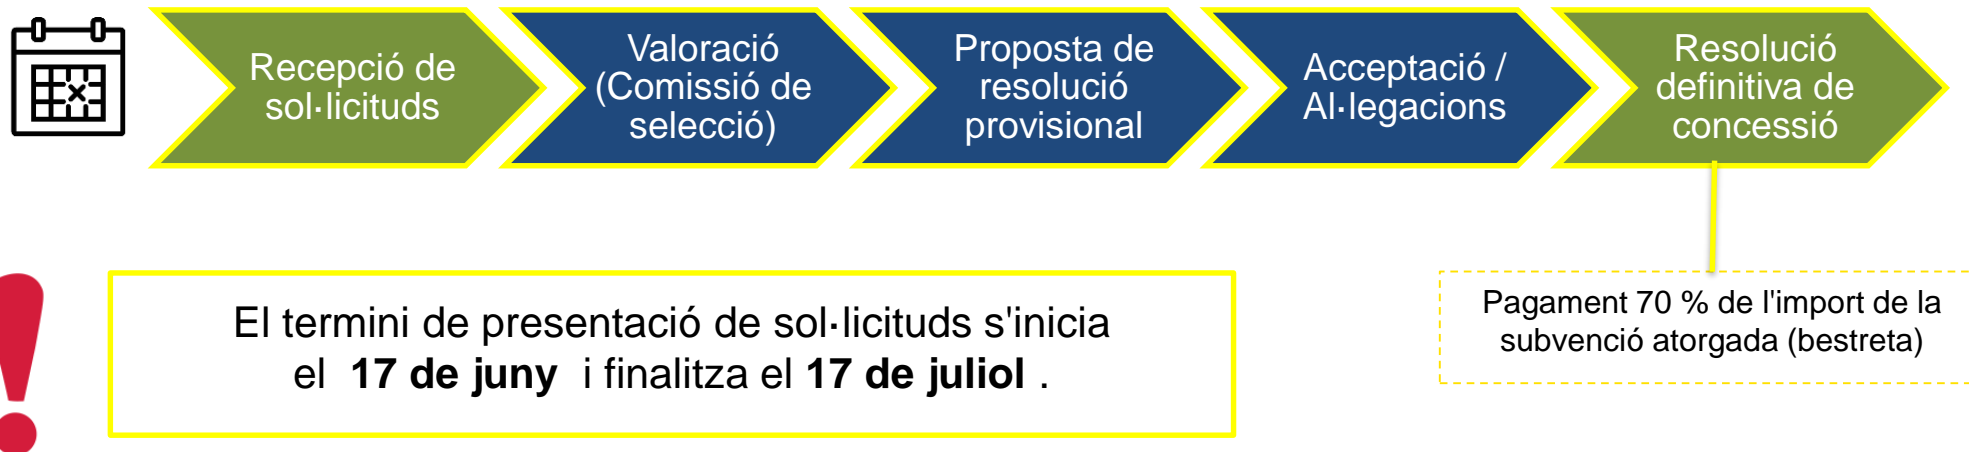 Recepció de
sol·licituds
Valoració
(Comissió de
selecció)
Proposta de
resolució
provisional
Acceptació /
Al·legacions
Resolució
definitiva de
concessió
El termini de presentació de sol·licituds s'inicia
el 17 de juny i finalitza el 17 de juliol .
Pagament 70 % de l'import de la
subvenció atorgada (bestreta)